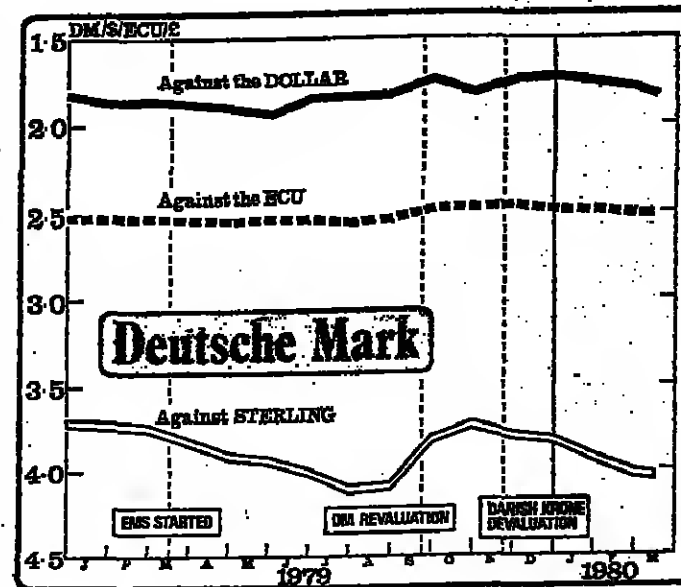 DM/$/ECU/£
1·5
Against the DOLLAR
2·0
Against the ECU
2·5
3·0
Deutsche Mark
3·5
Against STERLING
4·0
EMS STARTED
DM REVALUATION
DANISH KRONE
DEVALUATION
4·5
J F M A M J J A S O N D J F M
1979
1980